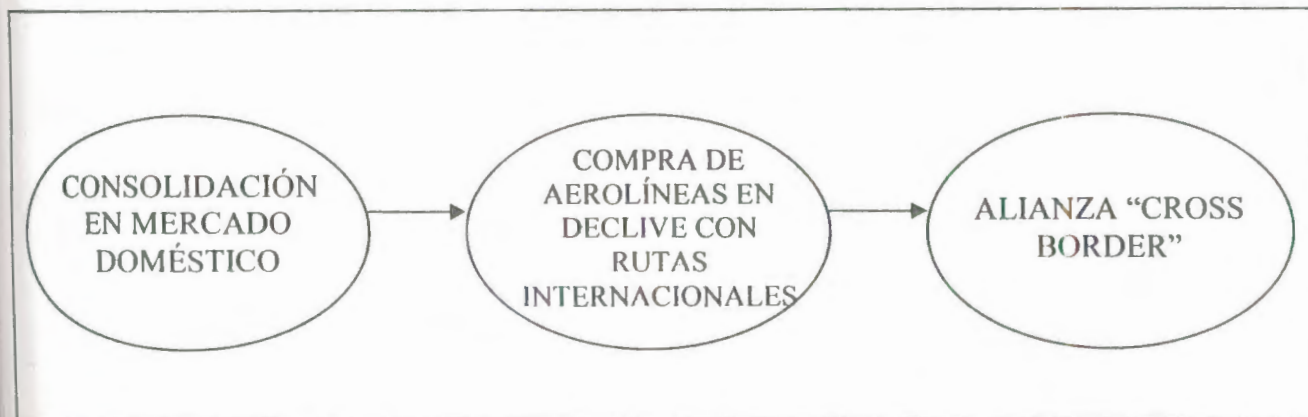 CONSOLIDACIÓN
EN MERCADO
DOMÉSTICO
COMPRA DE
AEROLÍNEAS EN
DECLIVE CON
RUTAS
INTERNACIONALES
ALIANZA “CROSS
BORDER”